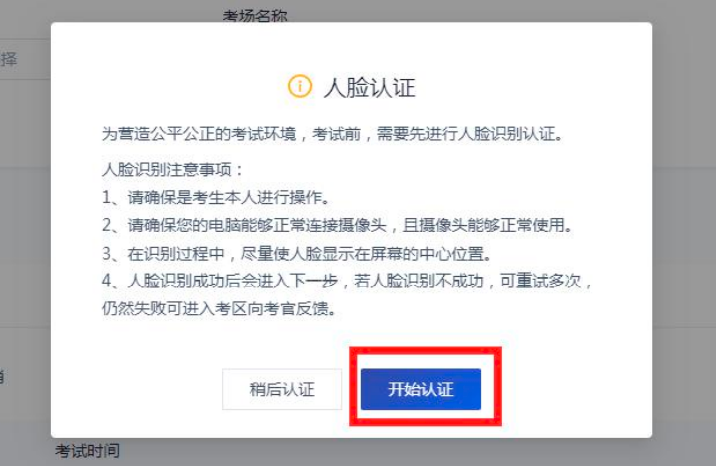 考场名称
择
人脸认证
为营造公平公正的考试环境，考试前，需要先进行人脸识别认证。
人脸识别注意事项：
1、请确保是考生本人进行操作。
2、请确保您的电脑能够正常连接摄像头，且摄像头能够正常使用。
3、在识别过程中，尽量使人脸显示在屏幕的中心位置。
4、人脸识别成功后会进入下一步，若人脸识别不成功，可重试多次，
仍然失败可进入考区向考官反馈。
稍后认证
开始认证
考试时间